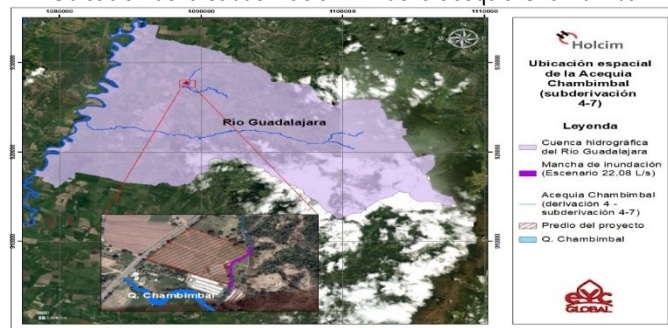 1080000 1090000 1100000 1110000
Río Guadalajara
Q. Chambimbal
Holcim
Ubicación espacial
de la Acequia
Chambimbal
(subderivación
4-7)
Leyenda
Cuenca hidrográfica
del Río Guadalajara
Mancha de inundación
(Escenario 22,08 L/s)
Acequia Chambimbal
(derivación 4 -
subderivación 4-7)
Predio del proyecto
Q. Chambimbal
eyc
GLOBAL